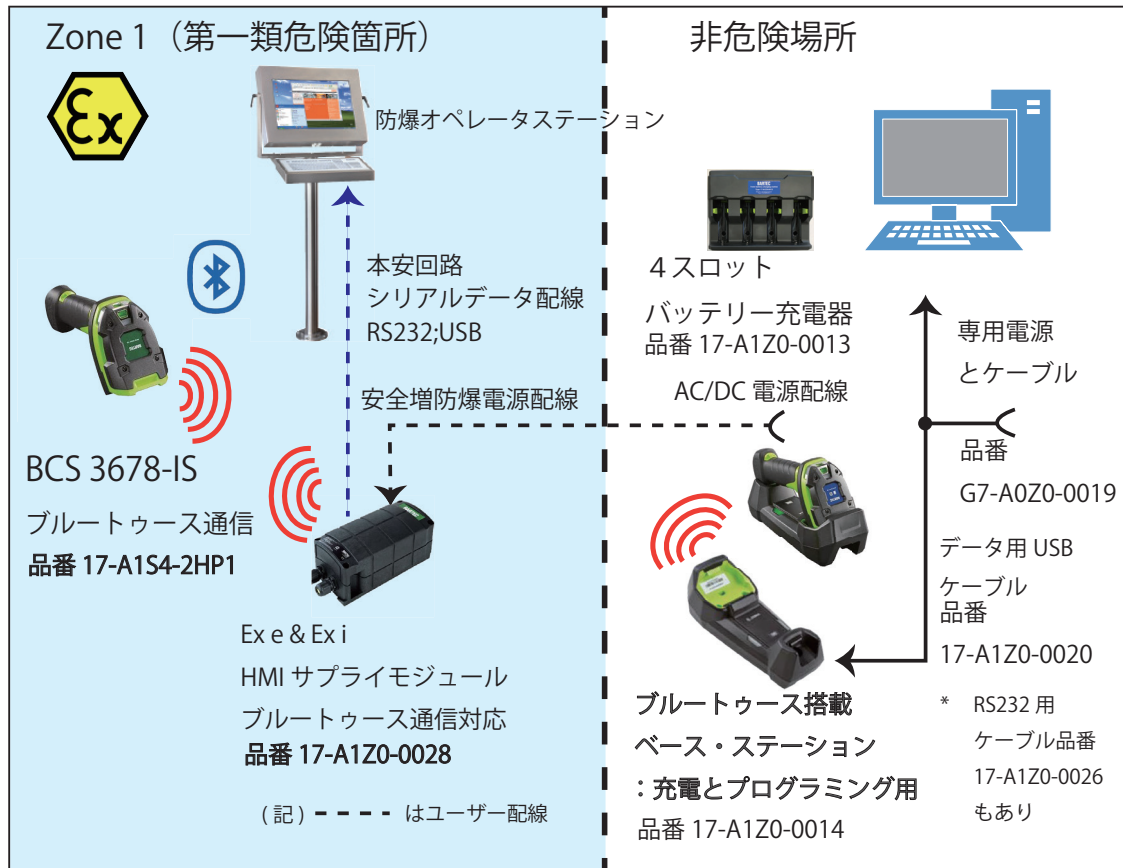 Zone 1（第一類危険箇所）
Ex
防爆オペレータステーション
本安回路
シリアルデータ配線
RS232;USB
安全増防爆電源配線
BCS 3678-IS
ブルートゥース通信
品番 17-A1S4-2HP1
Ex e & Ex i
HMI サプライモジュール
ブルートゥース通信対応
品番 17-A1Z0-0028
（記）ーーーー はユーザー配線
非危険場所
４スロット
バッテリー充電器
品番 17-A1Z0-0013
AC/DC 電源配線
専用電源
とケーブル
品番
G7-A0Z0-0019
データ用 USB
ケーブル
品番
17-A1Z0-0020
ブルートゥース搭載
ベース・ステーション
：充電とプログラミング用
品番 17-A1Z0-0014
* RS232 用
ケーブル品番
17-A1Z0-0026
もあり